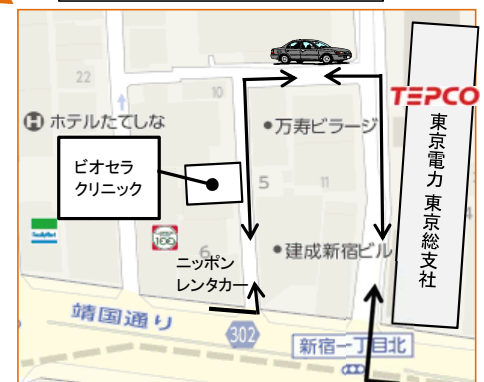 22
10
TEPCO
ホテルたてしな
万寿ビラージ
東京電力 東京総支社
ビオセラ
クリニック
5
11
FamilyMart
100
6
建成新宿ビル
ニッポン
レンタカー
靖国通り
302
新宿一丁目北